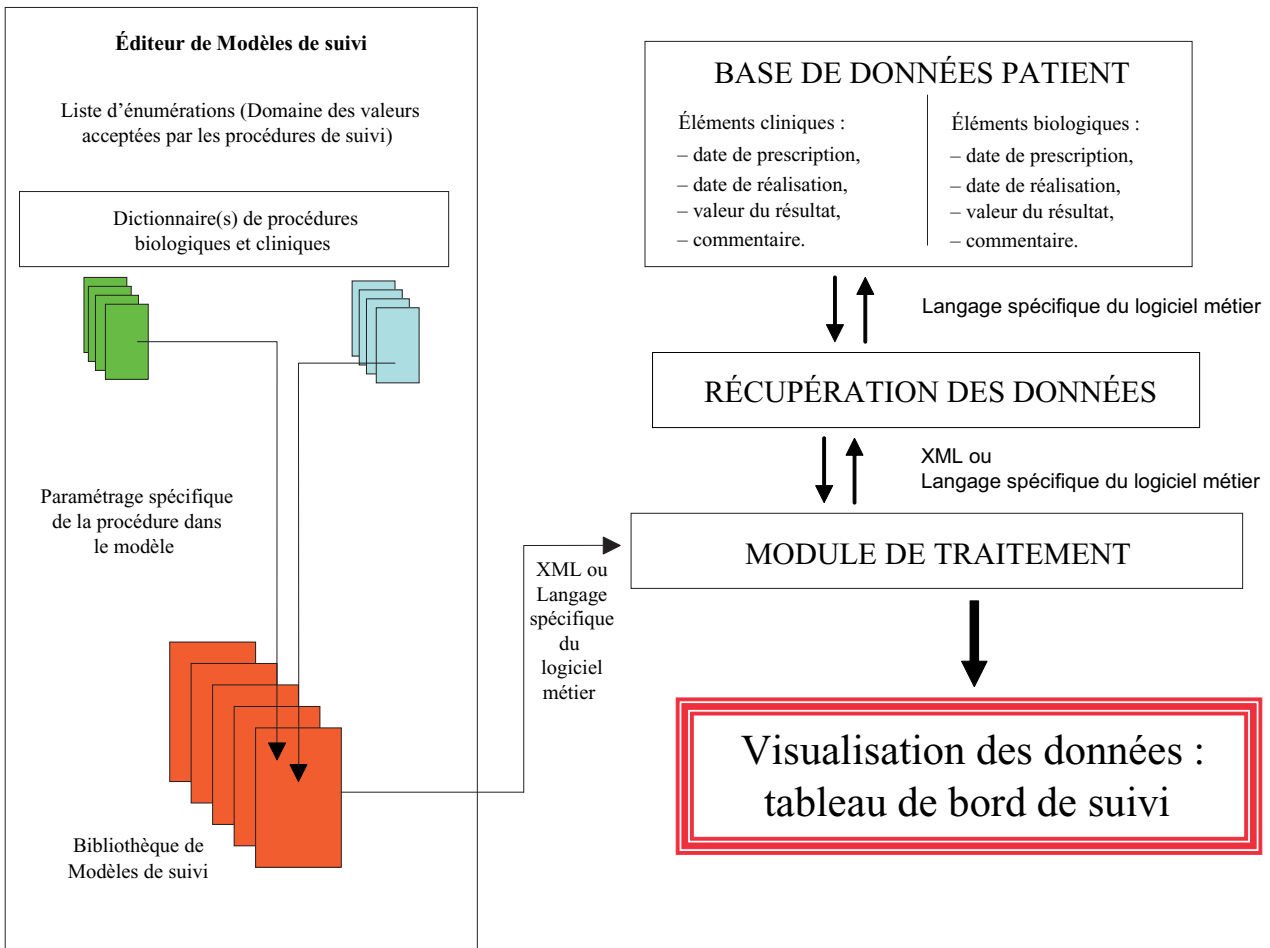 Éditeur de Modèles de suivi
Liste d’énumérations (Domaine des valeurs
acceptées par les procédures de suivi)
Dictionnaire(s) de procédures
biologiques et cliniques
Paramétrage spécifique
de la procédure dans
le modèle
Bibliothèque de
Modèles de suivi
XML ou
Langage
spécifique
du
logiciel
métier
BASE DE DONNÉES PATIENT
Éléments cliniques :
– date de prescription,
– date de réalisation,
– valeur du résultat,
– commentaire.
Éléments biologiques :
– date de prescription,
– date de réalisation,
– valeur du résultat,
– commentaire.
Langage spécifique du logiciel métier
RÉCUPÉRATION DES DONNÉES
XML ou
Langage spécifique du logiciel métier
MODULE DE TRAITEMENT
Visualisation des données :
tableau de bord de suivi